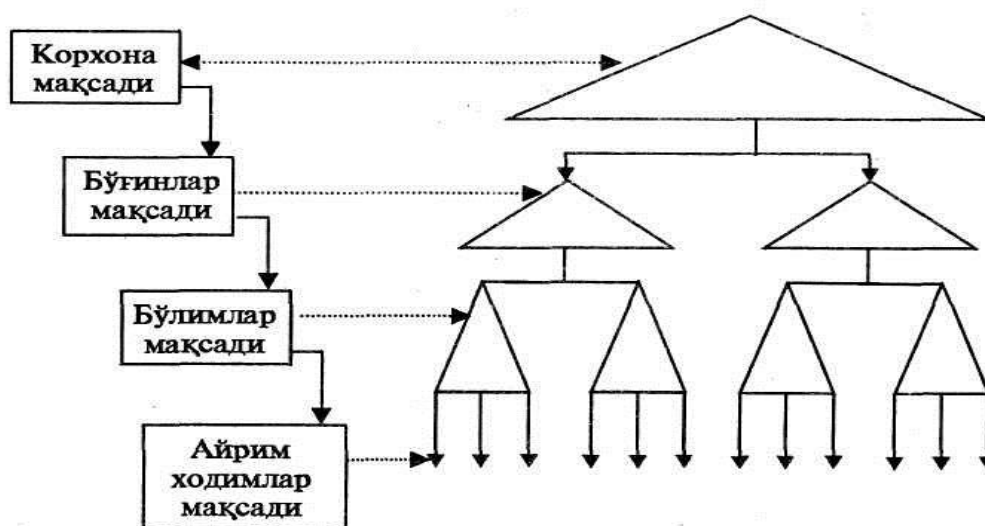 Корхона
мақсади
Бўғинлар
мақсади
Бўлимлар
мақсади
Айрим
ходимлар
мақсади